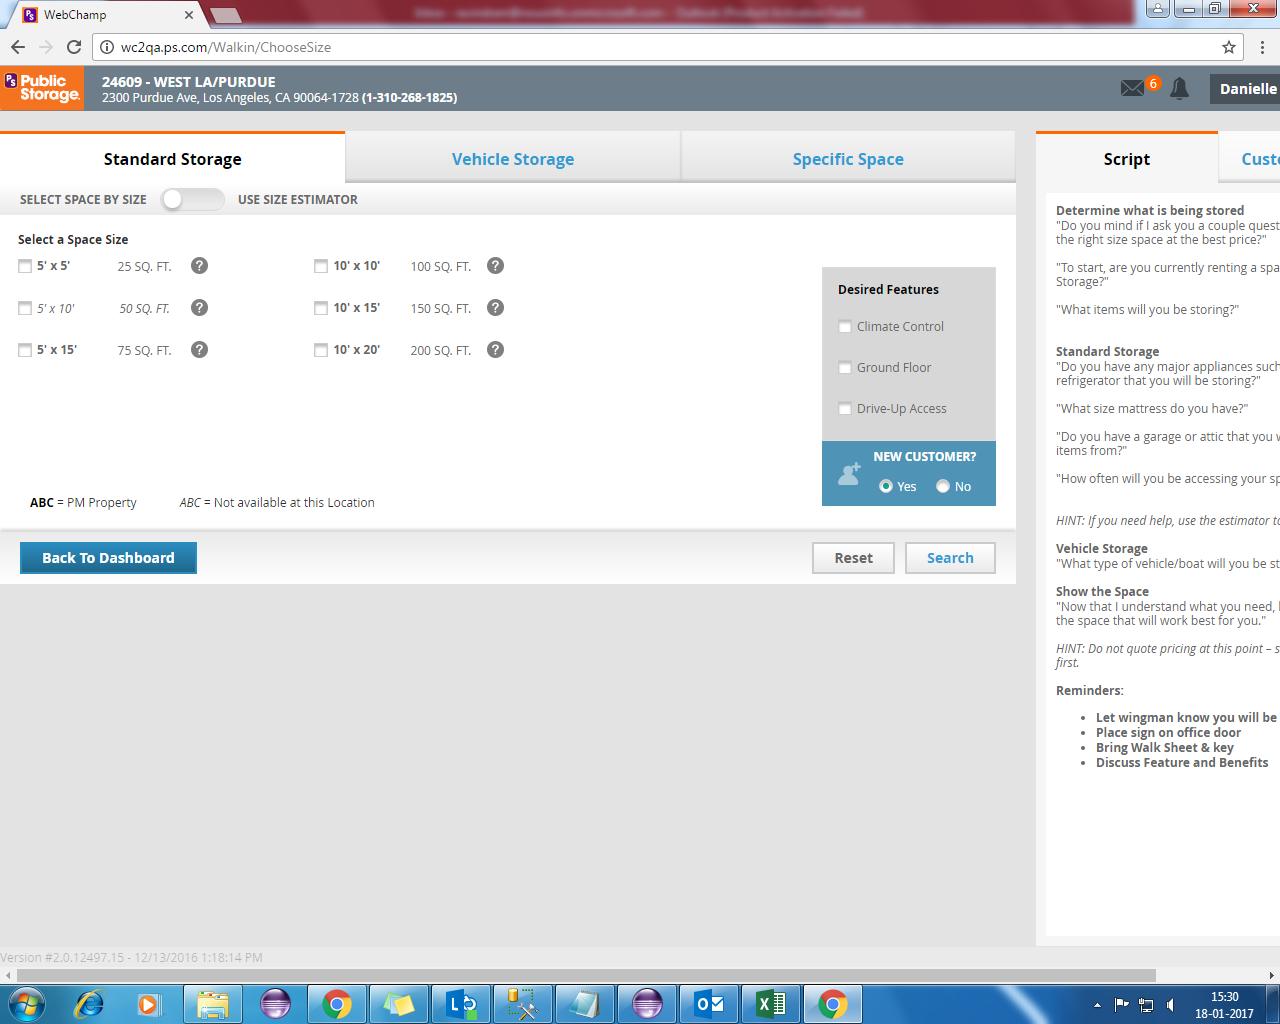 WebChamp
wc2qa.ps.com/Walkin/ChooseSize
PS Public Storage
24609 - WEST LA/PURDUE
2300 Purdue Ave, Los Angeles, CA 90064-1728 (1-310-268-1825)
6
Danielle
Standard Storage
Vehicle Storage
Specific Space
SELECT SPACE BY SIZE
USE SIZE ESTIMATOR
Select a Space Size
5' x 5' 25 SQ. FT. ?
10' x 10' 100 SQ. FT. ?
5' x 10' 50 SQ. FT. ?
10' x 15' 150 SQ. FT. ?
5' x 15' 75 SQ. FT. ?
10' x 20' 200 SQ. FT. ?
Desired Features
Climate Control
Ground Floor
Drive-Up Access
NEW CUSTOMER?
Yes No
ABC = PM Property
ABC = Not available at this Location
Back To Dashboard
Reset
Search
Script
Custo
Determine what is being stored
"Do you mind if I ask you a couple quest
the right size space at the best price?"
"To start, are you currently renting a spa
Storage?"
"What items will you be storing?"
Standard Storage
"Do you have any major appliances such
refrigerator that you will be storing?"
"What size mattress do you have?"
"Do you have a garage or attic that you w
items from?"
"How often will you be accessing your sp
HINT: If you need help, use the estimator to
Vehicle Storage
"What type of vehicle/boat will you be st
Show the Space
"Now that I understand what you need, l
the space that will work best for you."
HINT: Do not quote pricing at this point – s
first.
Reminders:
• Let wingman know you will be
• Place sign on office door
• Bring Walk Sheet & key
• Discuss Feature and Benefits
Version #2.0.12497.15 - 12/13/2016 1:18:14 PM
15:30
18-01-2017